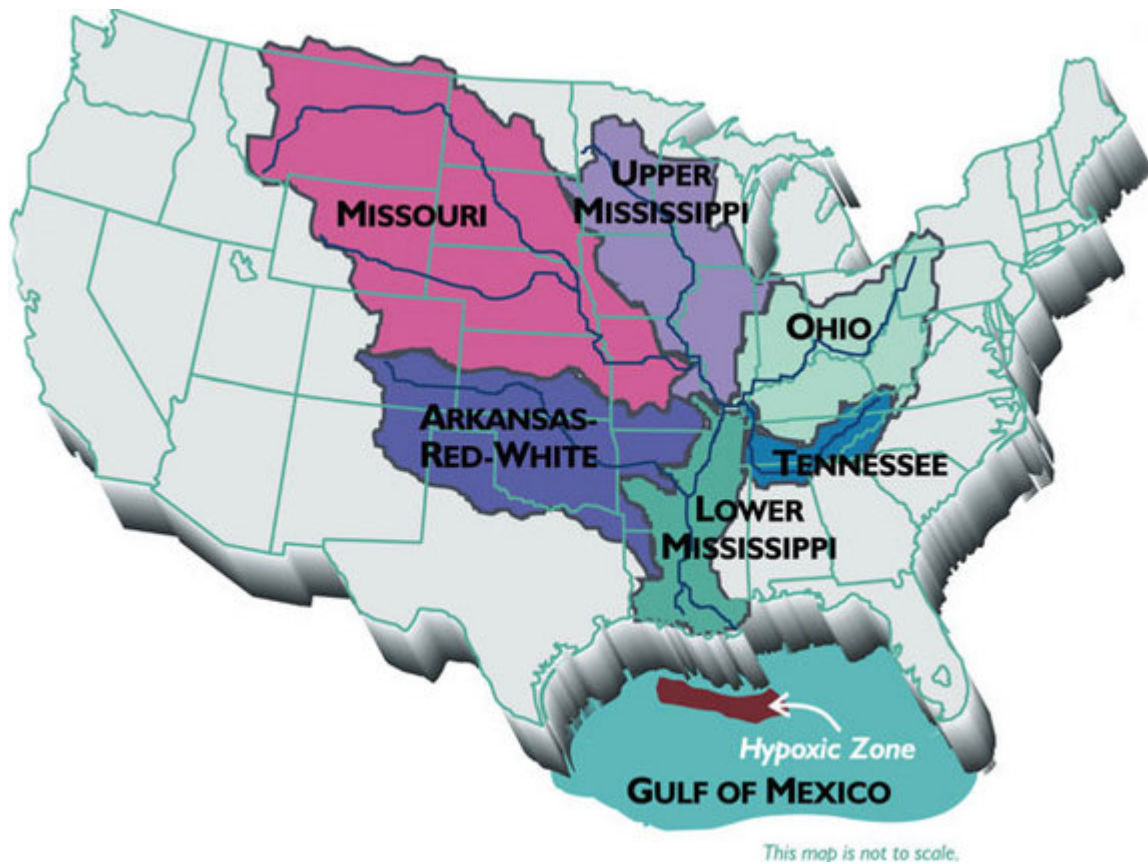 MISSOURI
UPPER
MISSISSIPPI
OHIO
ARKANSAS-
RED-WHITE
TENNESSEE
LOWER
MISSISSIPPI
Hypoxic Zone
GULF OF MEXICO
This map is not to scale.